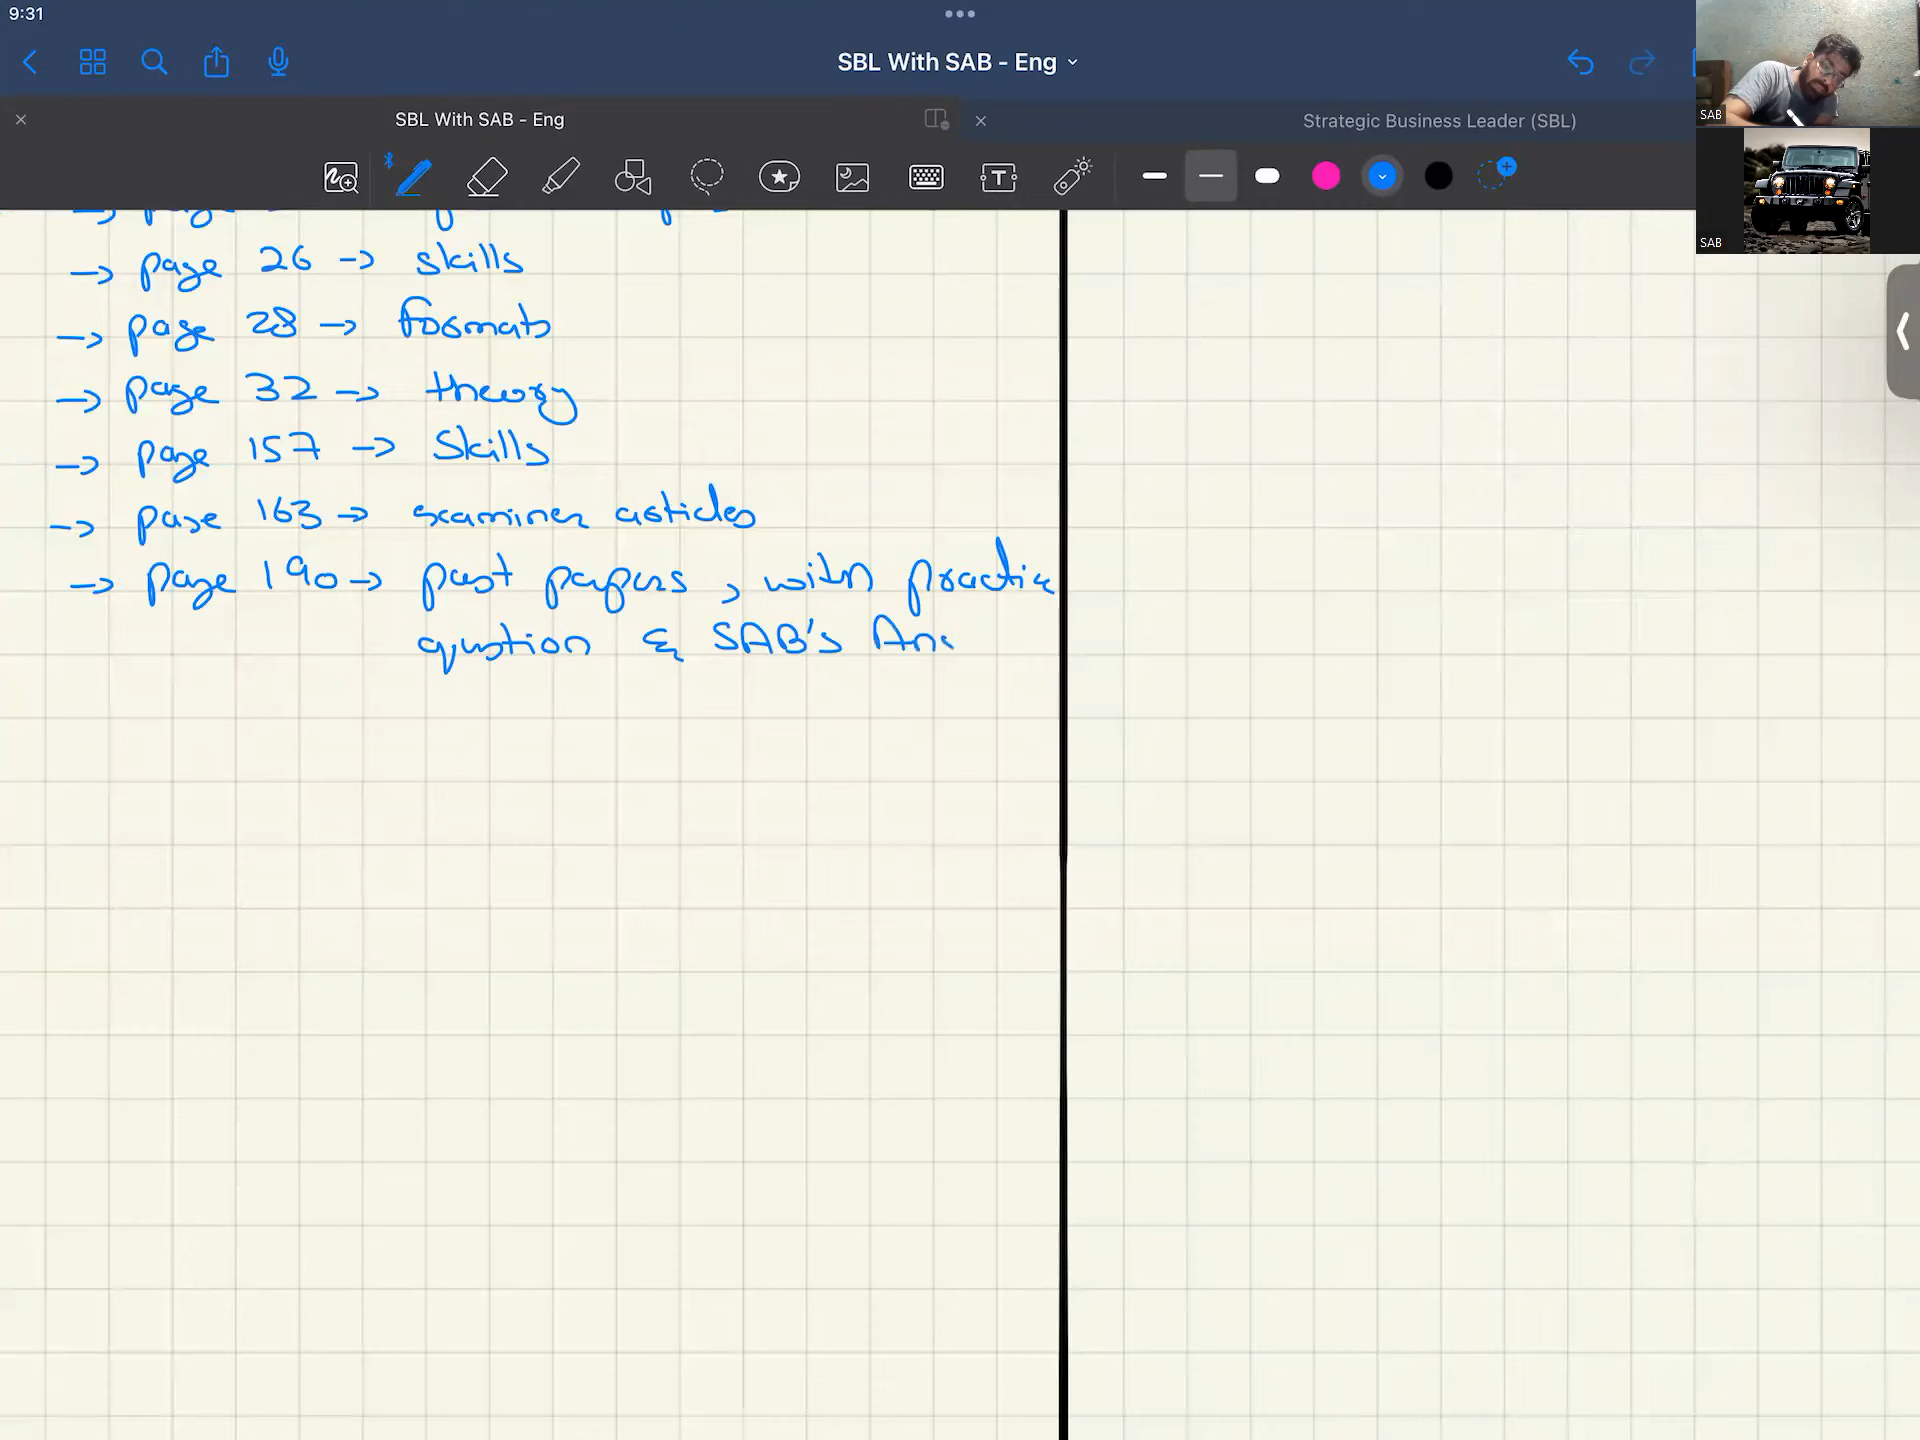 9:31
SBL With SAB - Eng
SBL With SAB - Eng
Strategic Business Leader (SBL)
SAB
SAB
→ page
→ page 26 → skills
→ page 28 → formats
→ page 32 → theory
→ page 157 → Skills
→ page 163 → examiner articles
→ page 190 → past papers, with practice
question & SAB's Ans